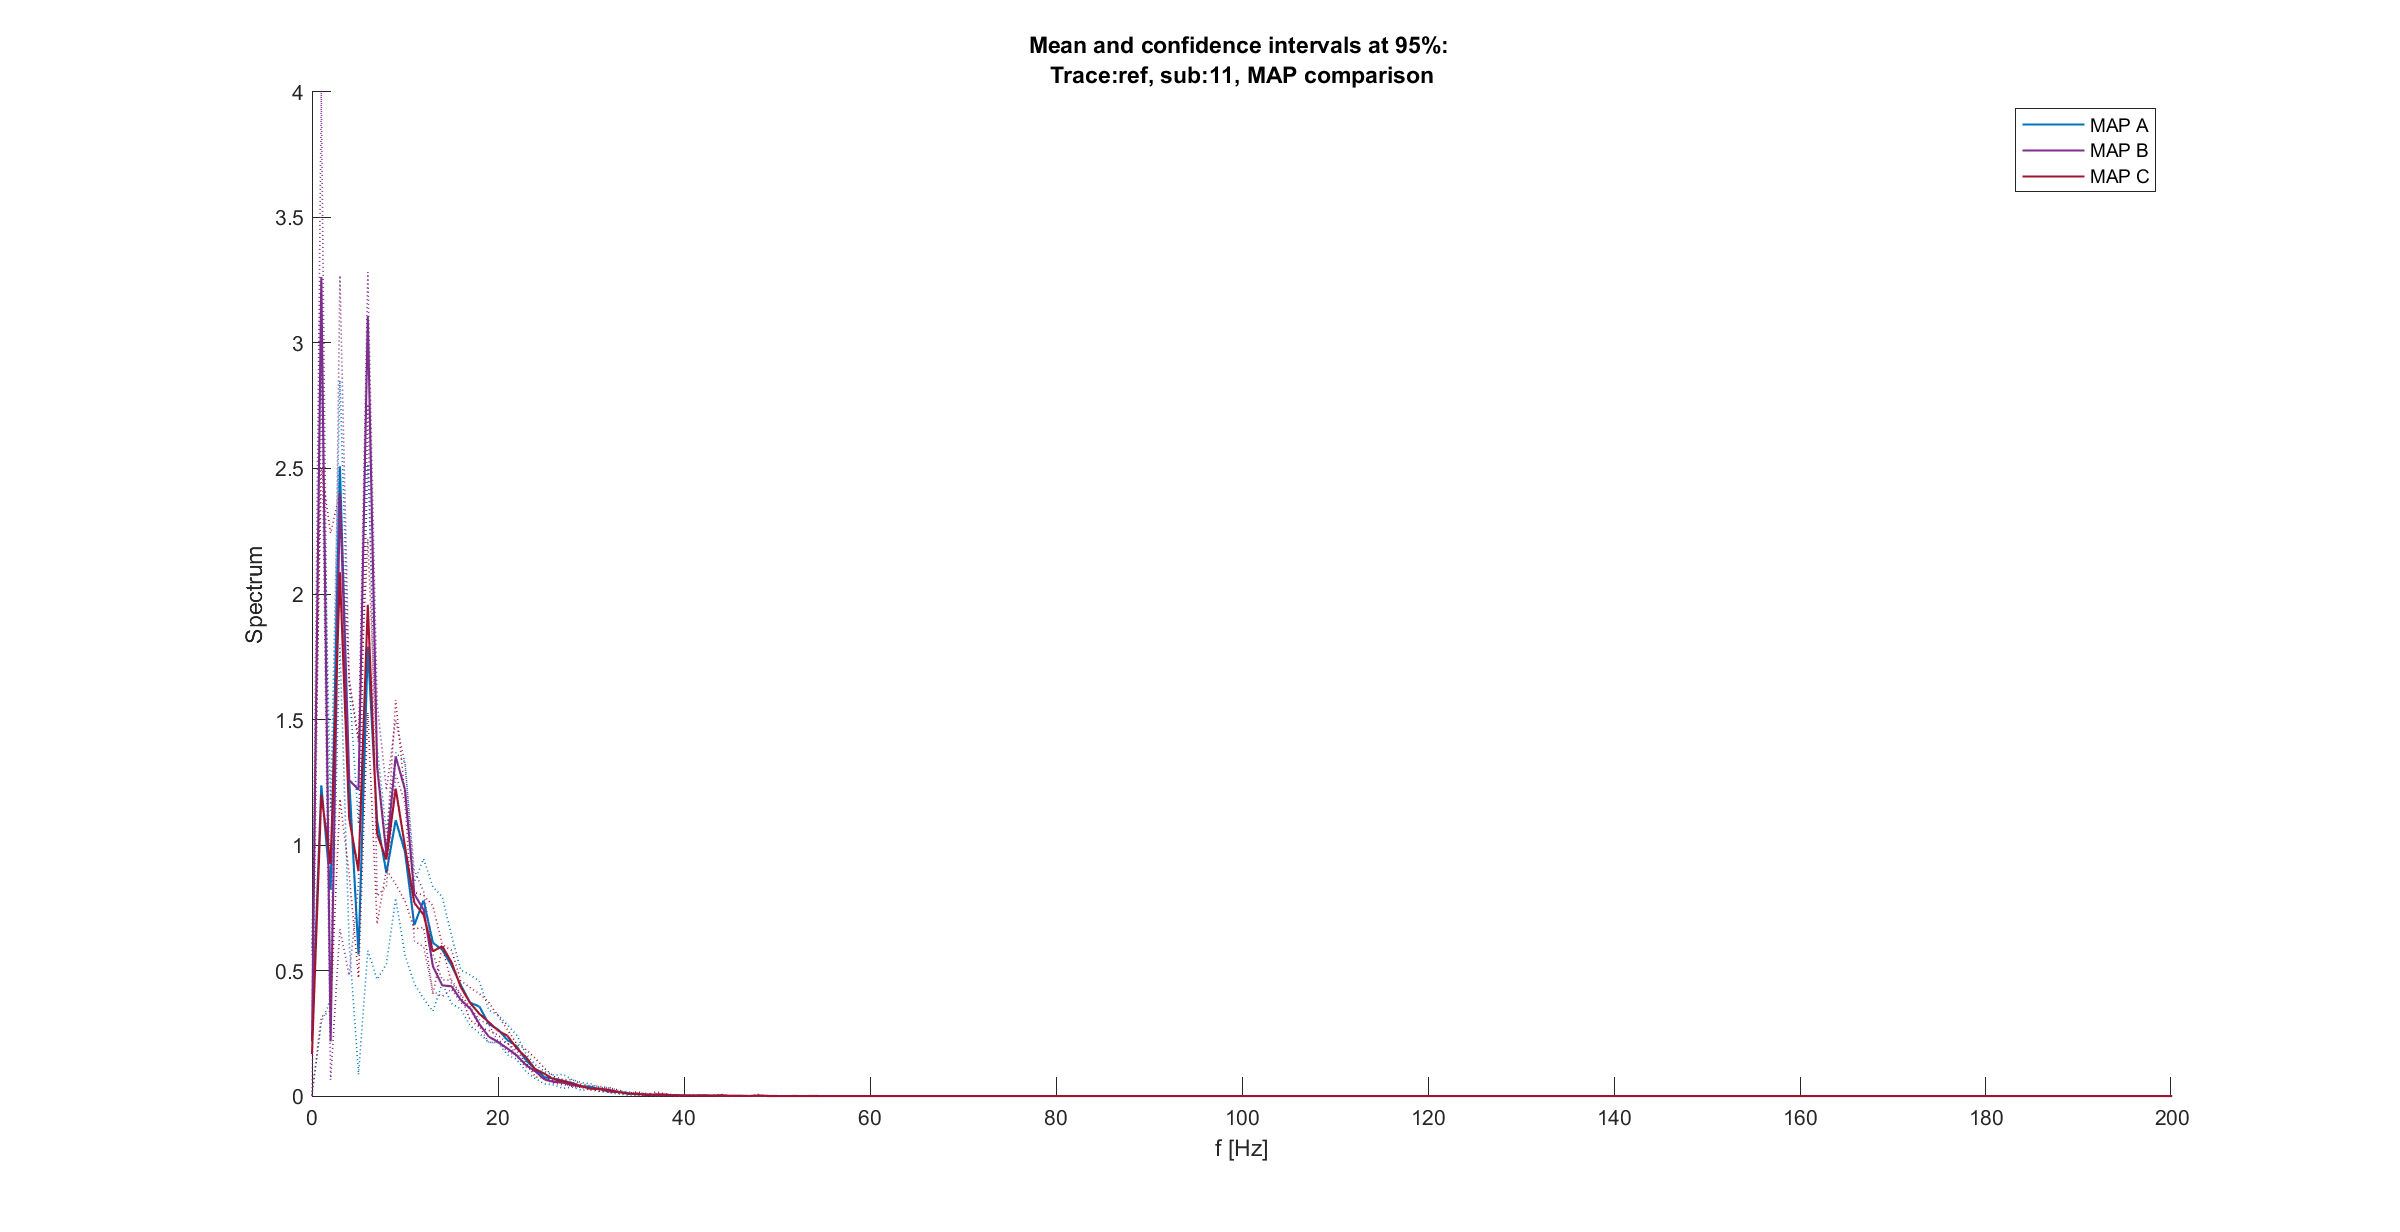 Mean and confidence intervals at 95%:
Trace:ref, sub:11, MAP comparison
MAP A
MAP B
MAP C
4
3.5
3
2.5
2
1.5
1
0.5
0
Spectrum
0 20 40 60 80 100 120 140 160 180 200
f [Hz]